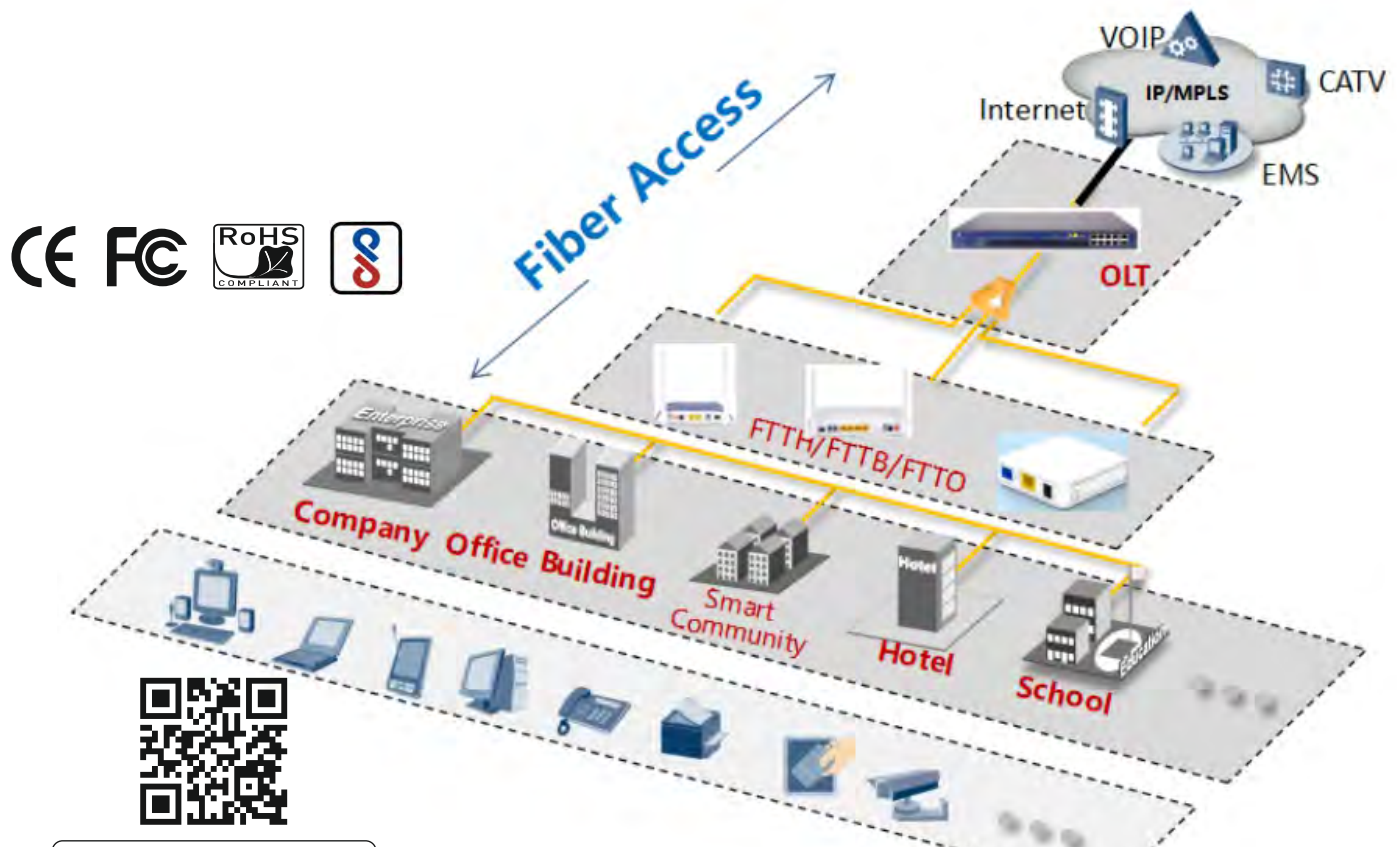 VOIP
CATV
IP/MPLS
Internet
EMS
Fiber Access
CE FC RoHS
COMPLIANT
OLT
FTTH/FTTB/FTTO
Enterprise
Office Building
Hotel
Education
Company Office Building
Smart
Community
Hotel
School